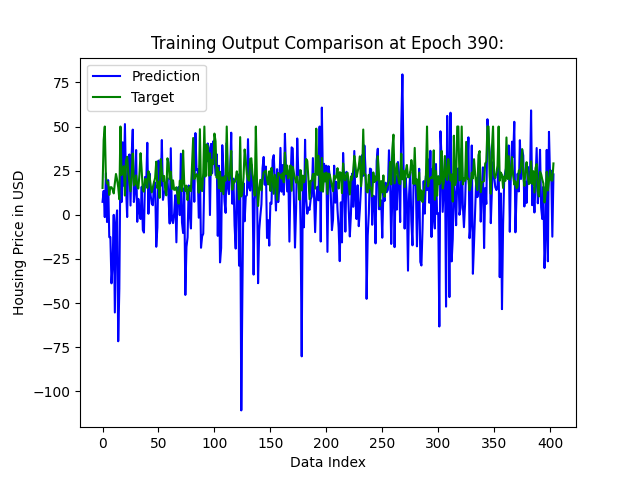 Training Output Comparison at Epoch 390:
Prediction
Target
75
50
25
0
−25
−50
−75
−100
Housing Price in USD
0 50 100 150 200 250 300 350 400
Data Index